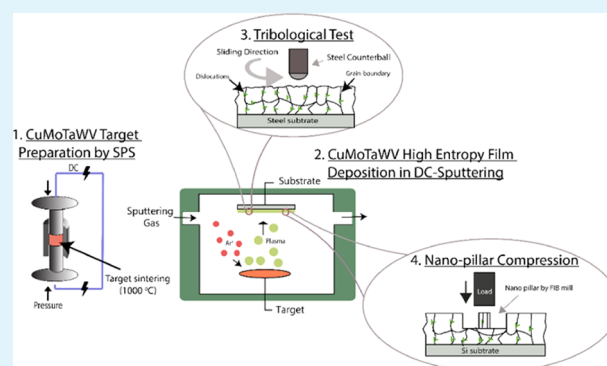 3. Tribological Test
Sliding Direction
Steel Counterball
Dislocations
Grain boundary
Steel subtrate
1. CuMoTaWV Target
Preparation by SPS
DC
Target sintering
(1000 °C)
Pressure
2. CuMoTaWV High Entropy Film
Deposition in DC-Sputtering
Substrate
Sputtering
Gas
Ar⁺
Plasma
Target
4. Nano-pillar Compression
Load
Nano pillar by FIB mill
Si substrate